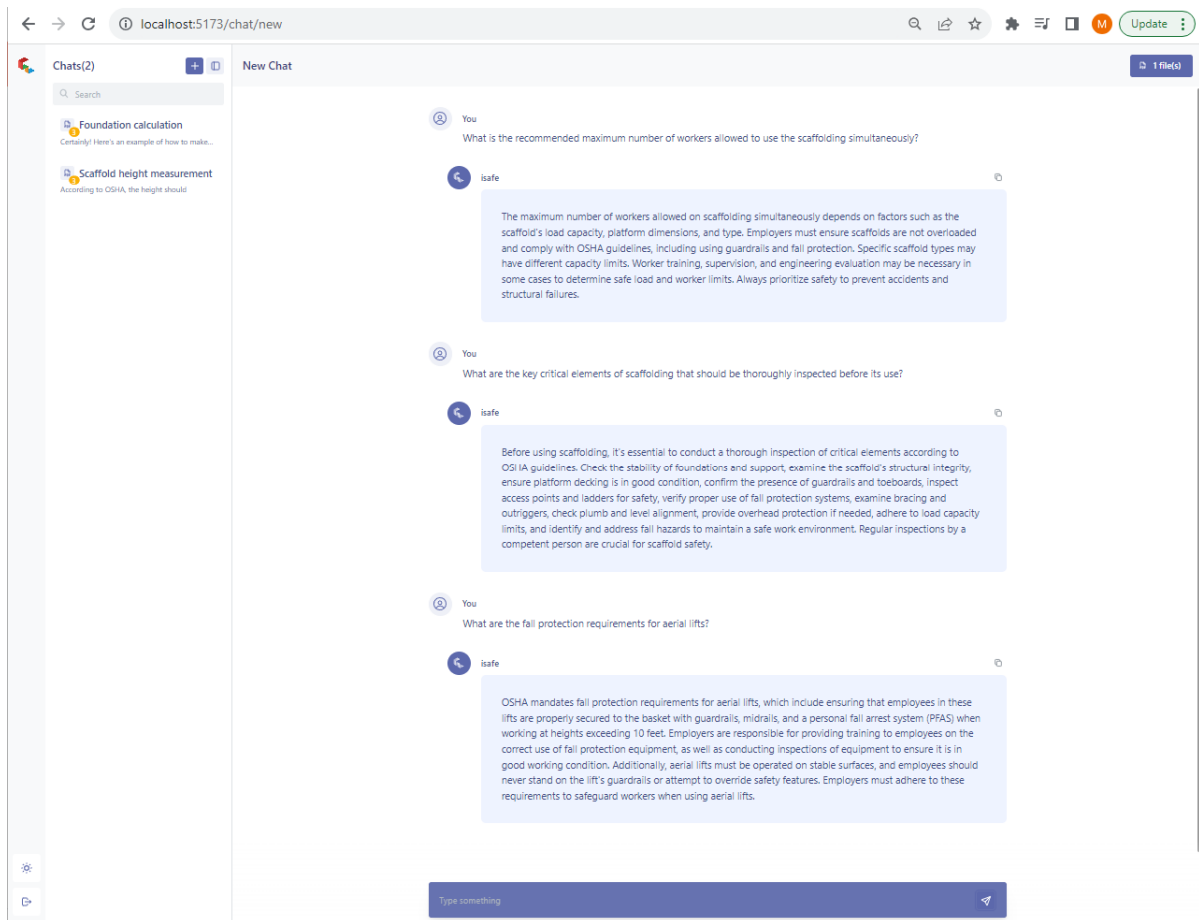 localhost:5173/chat/new
M
Update
Chats(2)
+
New Chat
1 file(s)
Search
Foundation calculation
Certainly! Here's an example of how to make...
Scaffold height measurement
According to OSHA, the height should
You
What is the recommended maximum number of workers allowed to use the scaffolding simultaneously?
isafe
The maximum number of workers allowed on scaffolding simultaneously depends on factors such as the
scaffold's load capacity, platform dimensions, and type. Employers must ensure scaffolds are not overloaded
and comply with OSHA guidelines, including using guardrails and fall protection. Specific scaffold types may
have different capacity limits. Worker training, supervision, and engineering evaluation may be necessary in
some cases to determine safe load and worker limits. Always prioritize safety to prevent accidents and
structural failures.
You
What are the key critical elements of scaffolding that should be thoroughly inspected before its use?
isafe
Before using scaffolding, it's essential to conduct a thorough inspection of critical elements according to
OSHA guidelines. Check the stability of foundations and support, examine the scaffold's structural integrity,
ensure platform decking is in good condition, confirm the presence of guardrails and toeboards, inspect
access points and ladders for safety, verify proper use of fall protection systems, examine bracing and
outriggers, check plumb and level alignment, provide overhead protection if needed, adhere to load capacity
limits, and identify and address fall hazards to maintain a safe work environment. Regular inspections by a
competent person are crucial for scaffold safety.
You
What are the fall protection requirements for aerial lifts?
isafe
OSHA mandates fall protection requirements for aerial lifts, which include ensuring that employees in these
lifts are properly secured to the basket with guardrails, midrails, and a personal fall arrest system (PFAS) when
working at heights exceeding 10 feet. Employers are responsible for providing training to employees on the
correct use of fall protection equipment, as well as conducting inspections of equipment to ensure it is in
good working condition. Additionally, aerial lifts must be operated on stable surfaces, and employees should
never stand on the lift's guardrails or attempt to override safety features. Employers must adhere to these
requirements to safeguard workers when using aerial lifts.
Type something